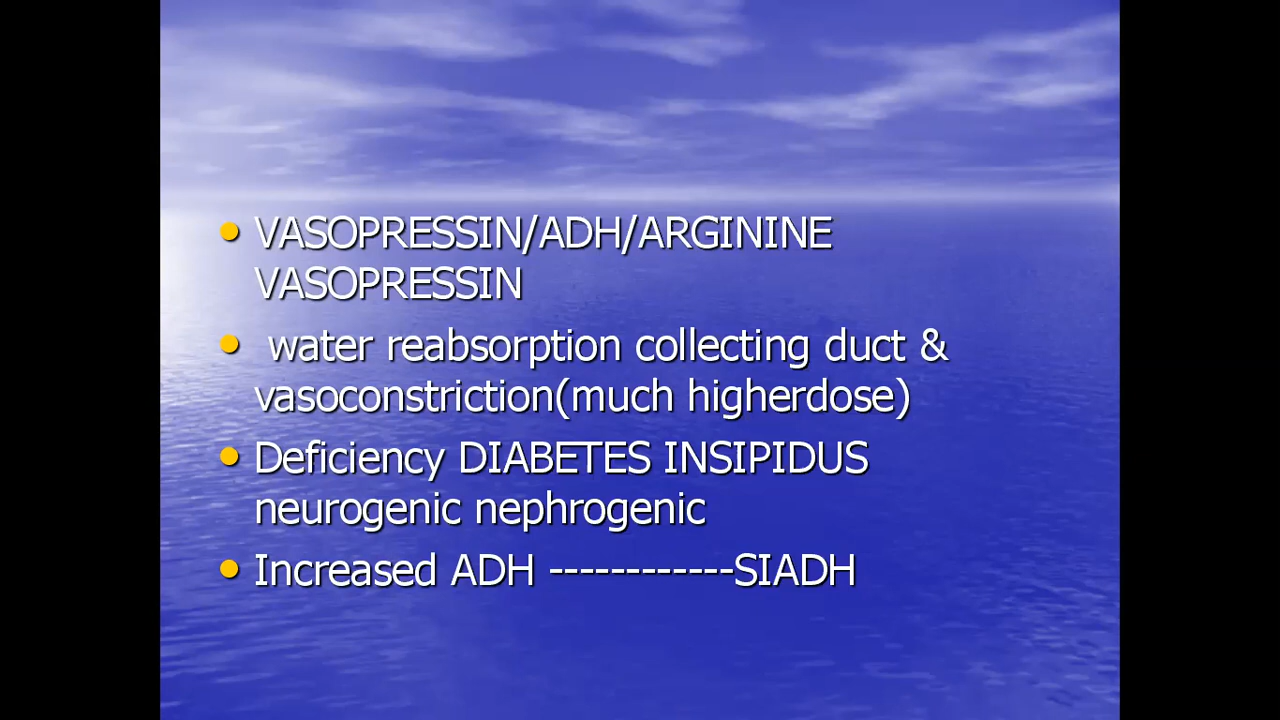 • VASOPRESSIN/ADH/ARGININE
VASOPRESSIN
• water reabsorption collecting duct &
vasoconstriction(much higherdose)
• Deficiency DIABETES INSIPIDUS
neurogenic nephrogenic
• Increased ADH ------------SIADH